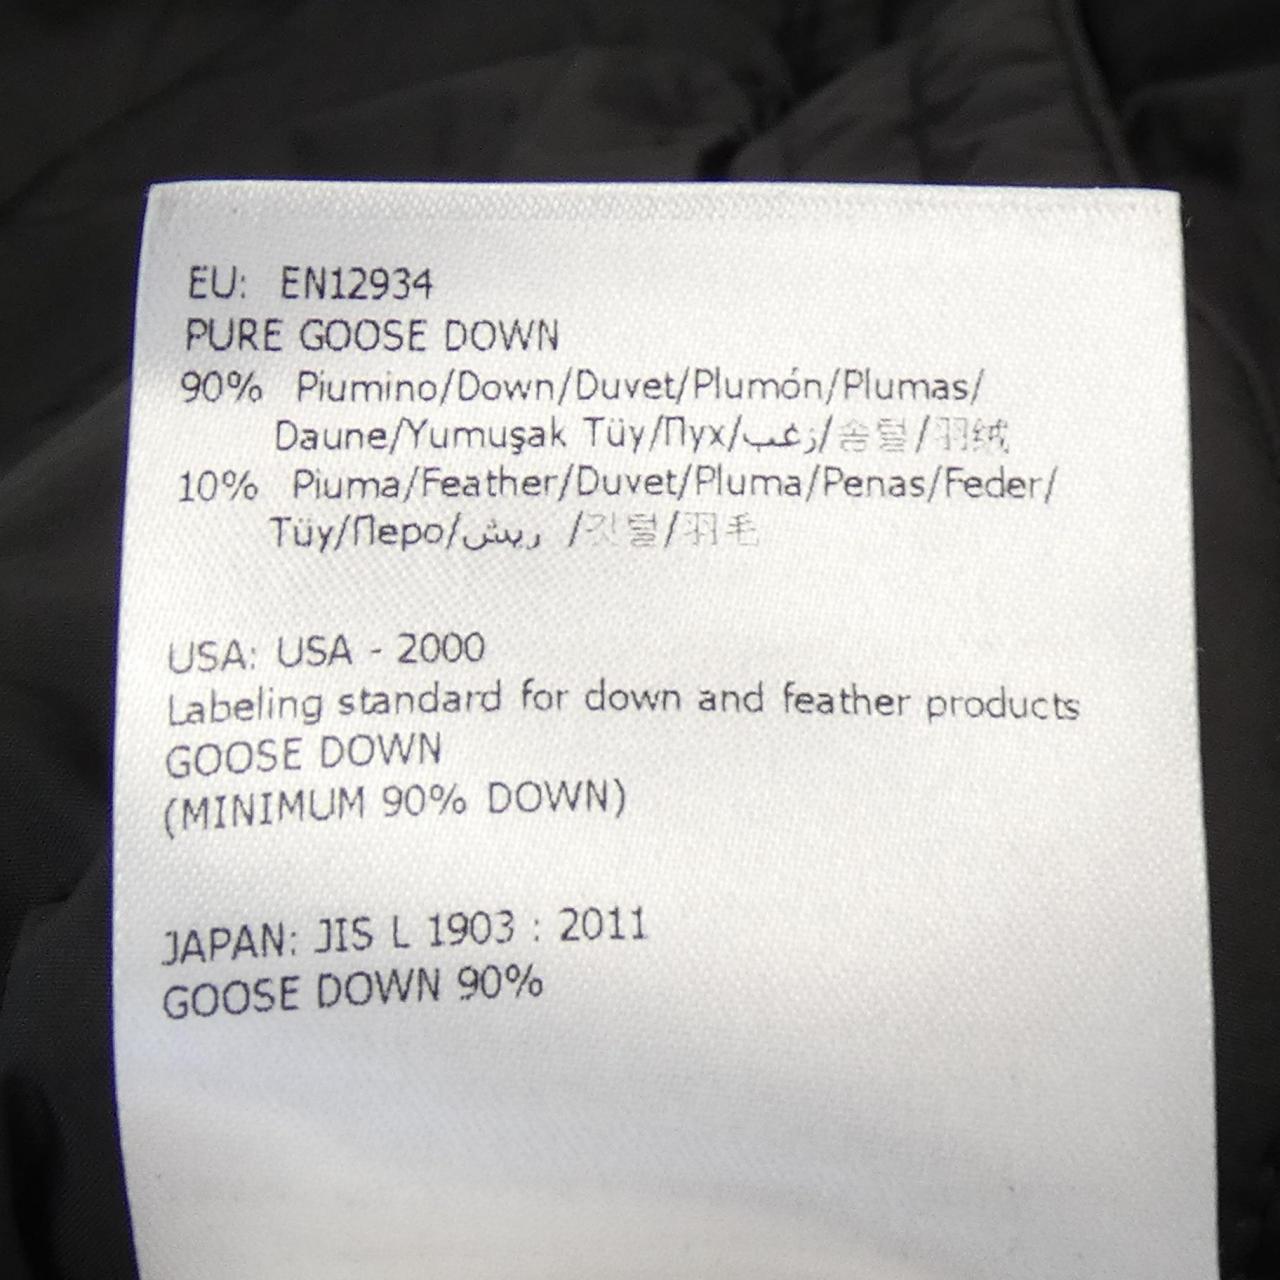 EU: EN12934
PURE GOOSE DOWN
90% Piumino/Down/Duvet/Plumón/Plumas/
Daune/Yumuşak Tüy/Пух/زغب/솜털/羽绒
10% Piuma/Feather/Duvet/Pluma/Penas/Feder/
Tüy/Перо/ريش /깃털/羽毛
USA: USA - 2000
Labeling standard for down and feather products
GOOSE DOWN
(MINIMUM 90% DOWN)
JAPAN: JIS L 1903 : 2011
GOOSE DOWN 90%